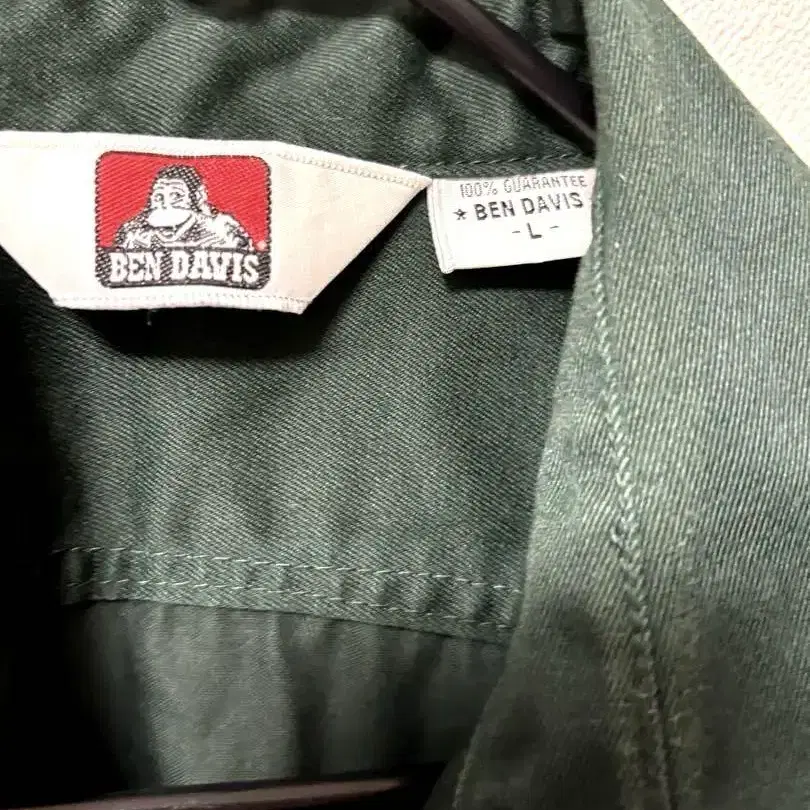 BEN DAVIS
100% GUARANTEE
* BEN DAVIS
- L -